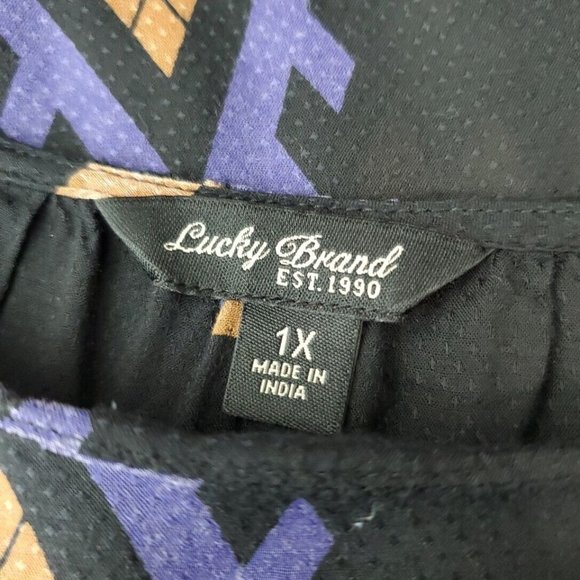 Lucky Brand
EST. 1990
1X
MADE IN
INDIA